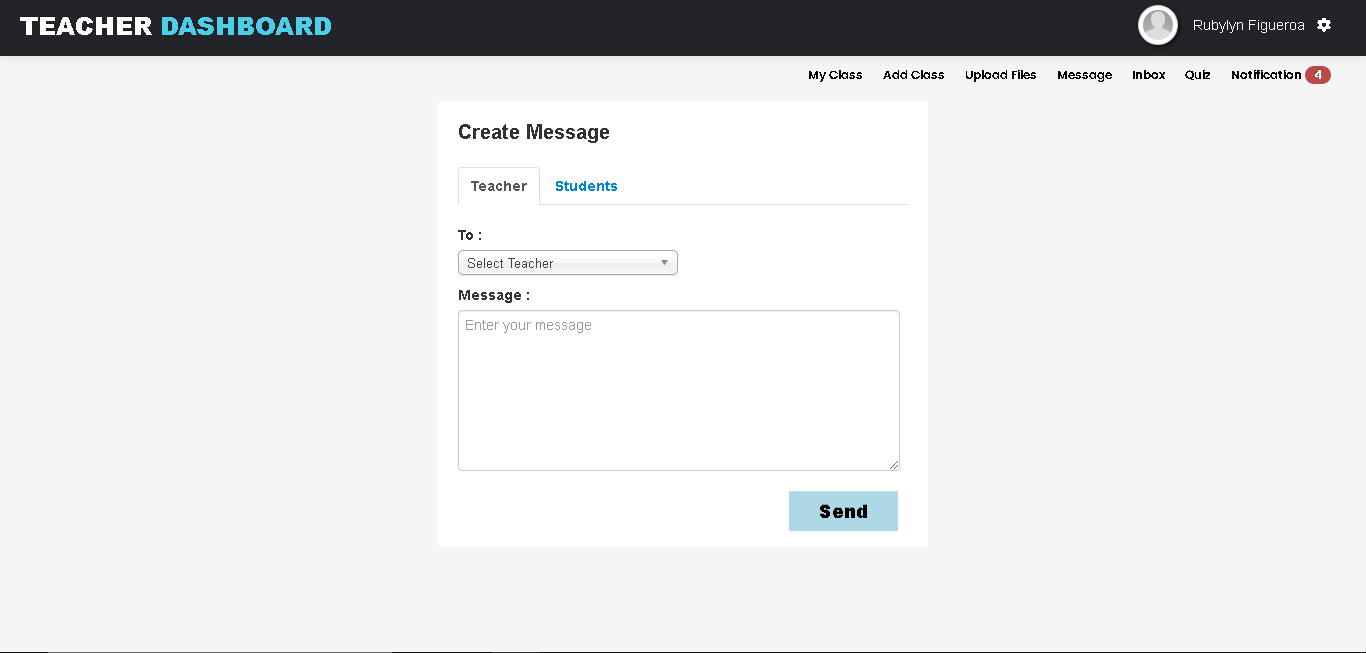 TEACHER DASHBOARD
Rubylyn Figueroa
My Class Add Class Upload Files Message Inbox Quiz Notification 4
Create Message
Teacher Students
To :
Select Teacher
Message :
Enter your message
Send